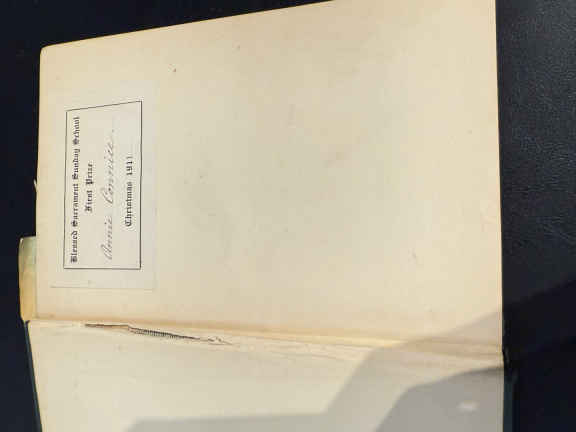 Blessed Sacrament Sunday School
First Prize
Annie
Christmas 1911